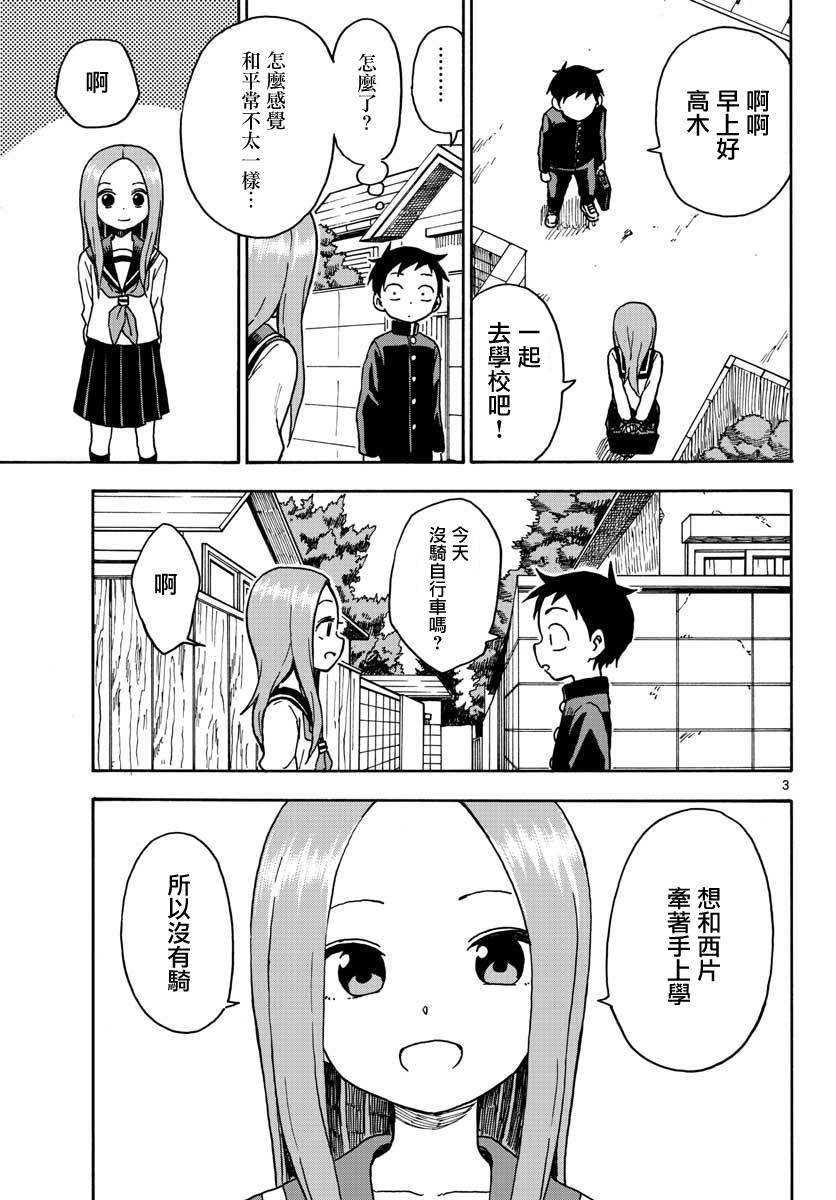 啊啊
早上好
高木
一起
去學校吧！
………
怎麼了？
怎麼感覺
和平常不太一樣…
啊
今天
沒騎自行車嗎？
啊
3
想和西片
牽著手上學
所以沒有騎